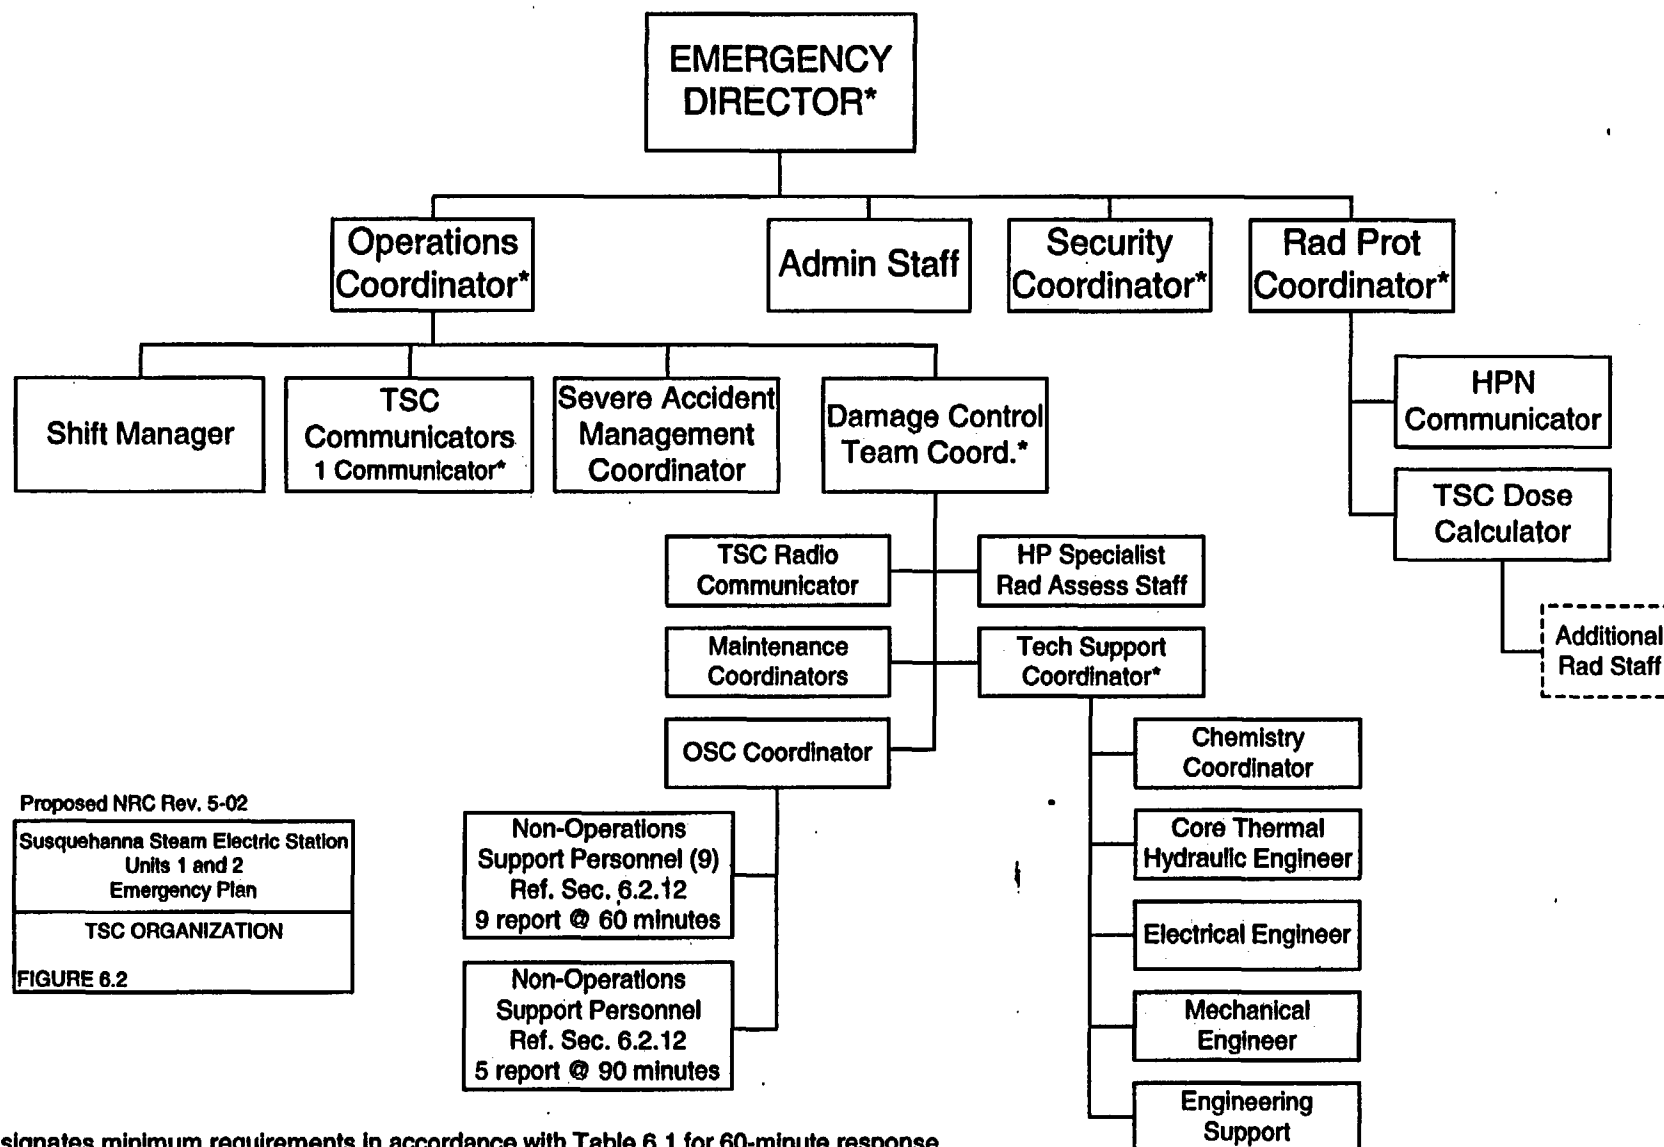 EMERGENCY
DIRECTOR*
Operations
Coordinator*
Admin Staff
Security
Coordinator*
Rad Prot
Coordinator*
Shift Manager
TSC
Communicators
1 Communicator*
Severe Accident
Management
Coordinator
Damage Control
Team Coord.*
HPN
Communicator
TSC Dose
Calculator
Additional
Rad Staff
TSC Radio
Communicator
HP Specialist
Rad Assess Staff
Maintenance
Coordinators
Tech Support
Coordinator*
OSC Coordinator
Chemistry
Coordinator
Core Thermal
Hydraulic Engineer
Electrical Engineer
Mechanical
Engineer
Engineering
Support
Non-Operations
Support Personnel (9)
Ref. Sec. 6.2.12
9 report @ 60 minutes
Non-Operations
Support Personnel
Ref. Sec. 6.2.12
5 report @ 90 minutes
Proposed NRC Rev. 5-02
Susquehanna Steam Electric Station
Units 1 and 2
Emergency Plan
TSC ORGANIZATION
FIGURE 6.2
signates minimum requirements in accordance with Table 6.1 for 60-minute response